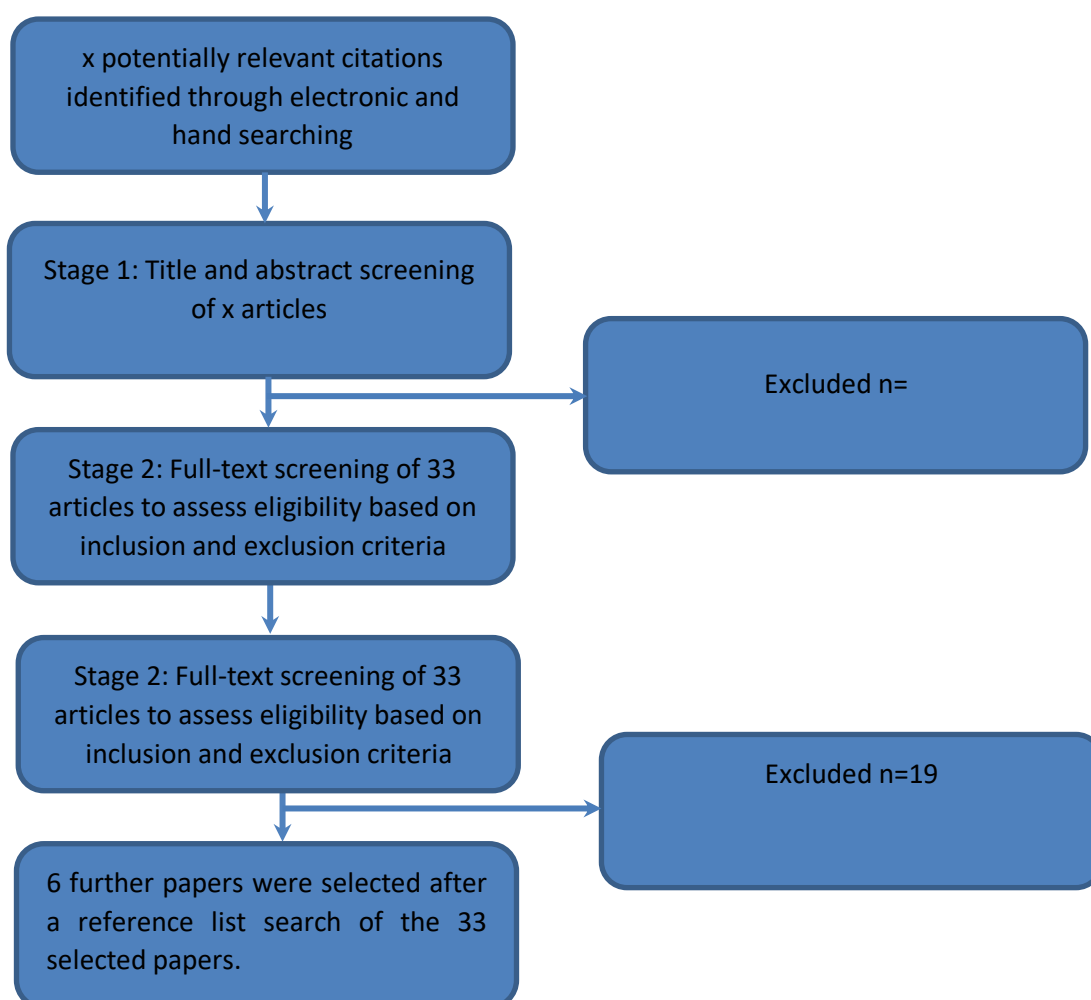 x potentially relevant citations
identified through electronic and
hand searching
Stage 1: Title and abstract screening
of x articles
Excluded n=
Stage 2: Full-text screening of 33
articles to assess eligibility based on
inclusion and exclusion criteria
Stage 2: Full-text screening of 33
articles to assess eligibility based on
inclusion and exclusion criteria
Excluded n=19
6 further papers were selected after
a reference list search of the 33
selected papers.